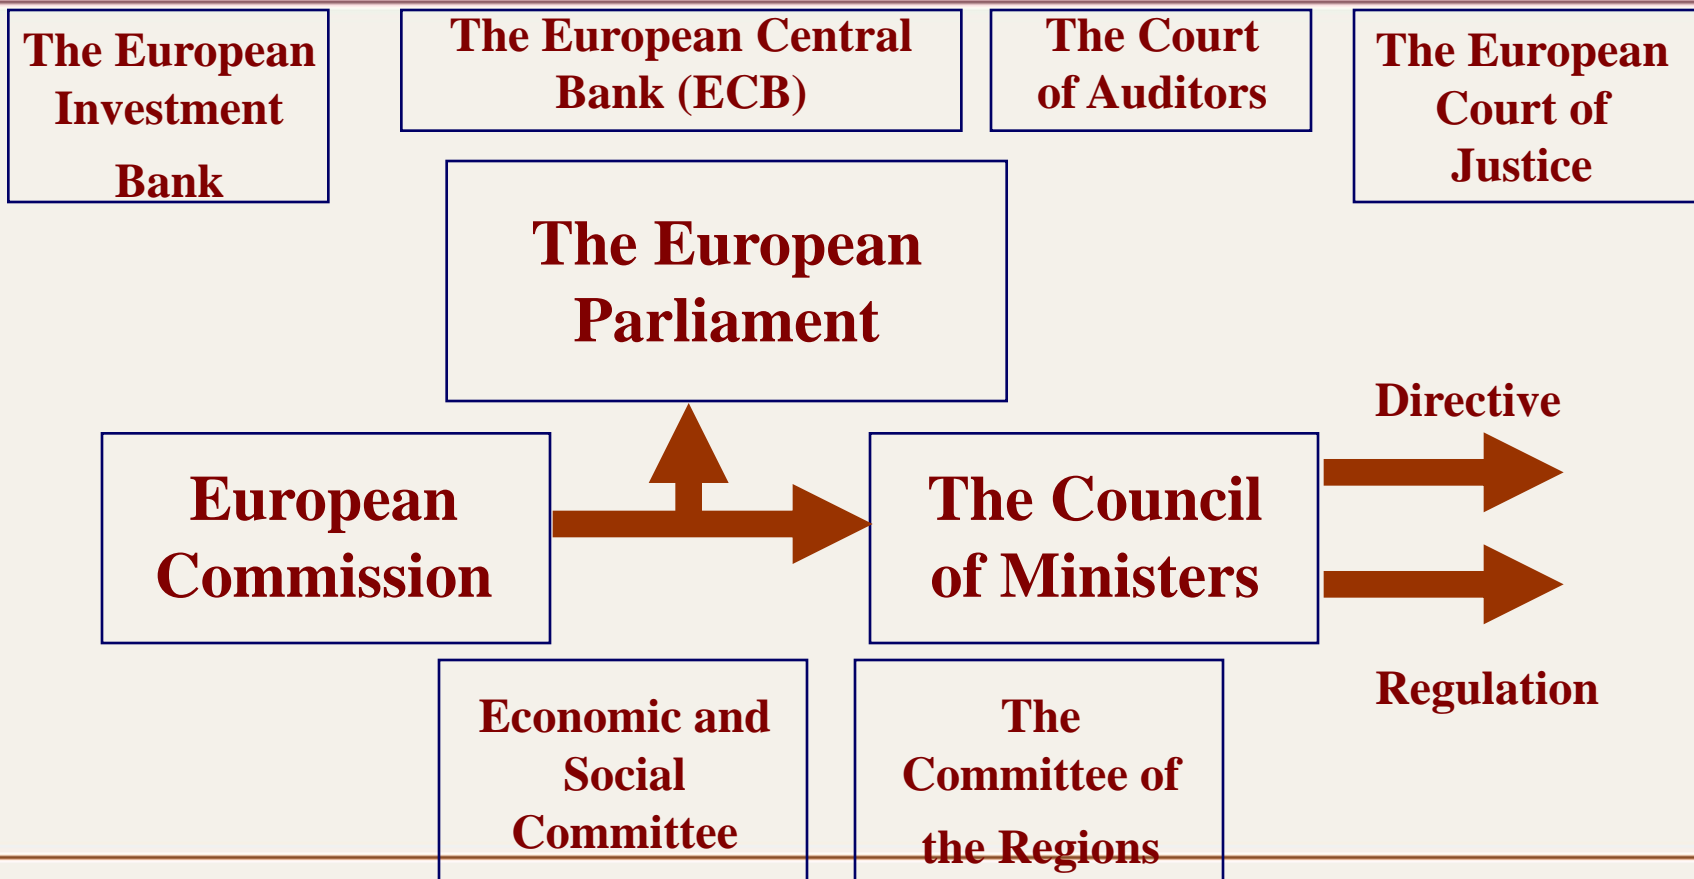 The European
Investment
Bank
The European Central
Bank (ECB)
The Court
of Auditors
The European
Court of
Justice
The European
Parliament
Directive
European
Commission
The Council
of Ministers
Regulation
Economic and
Social
Committee
The
Committee of
the Regions